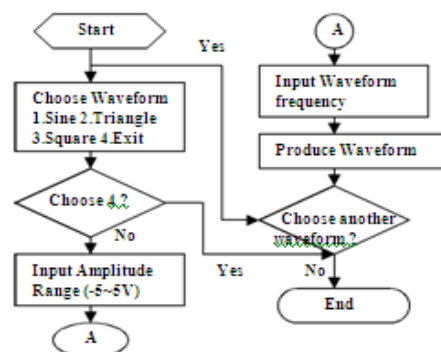 Start
Yes
Choose Waveform
1.Sine 2.Triangle
3.Square 4.Exit
Choose 4.?
No
Input Amplitude
Range (-5~5V)
A
Yes
A
Input Waveform
frequency
Produce Waveform
Choose another
waveform.?
No
End